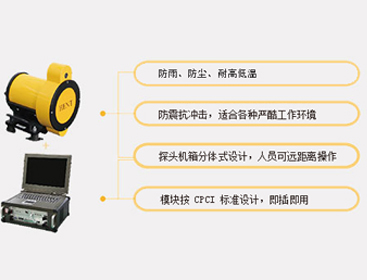 防雨、防尘、耐高低温
防震抗冲击，适合各种严酷工作环境
探头机箱分体式设计，人员可远距离操作
模块按 CPCI 标准设计，即插即用